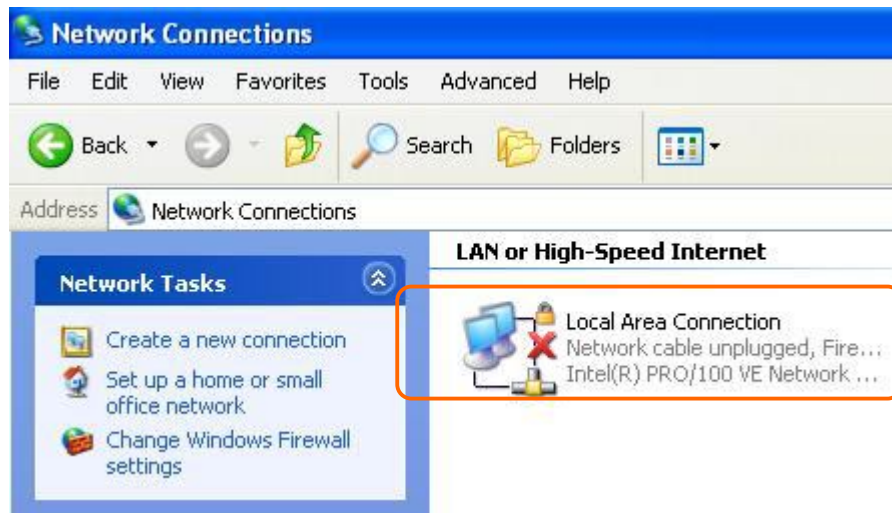 Network Connections
File Edit View Favorites Tools Advanced Help
Back Search Folders
Address Network Connections
LAN or High-Speed Internet
Network Tasks
Create a new connection
Set up a home or small
office network
Change Windows Firewall
settings
Local Area Connection
Network cable unplugged, Fire...
Intel(R) PRO/100 VE Network ...